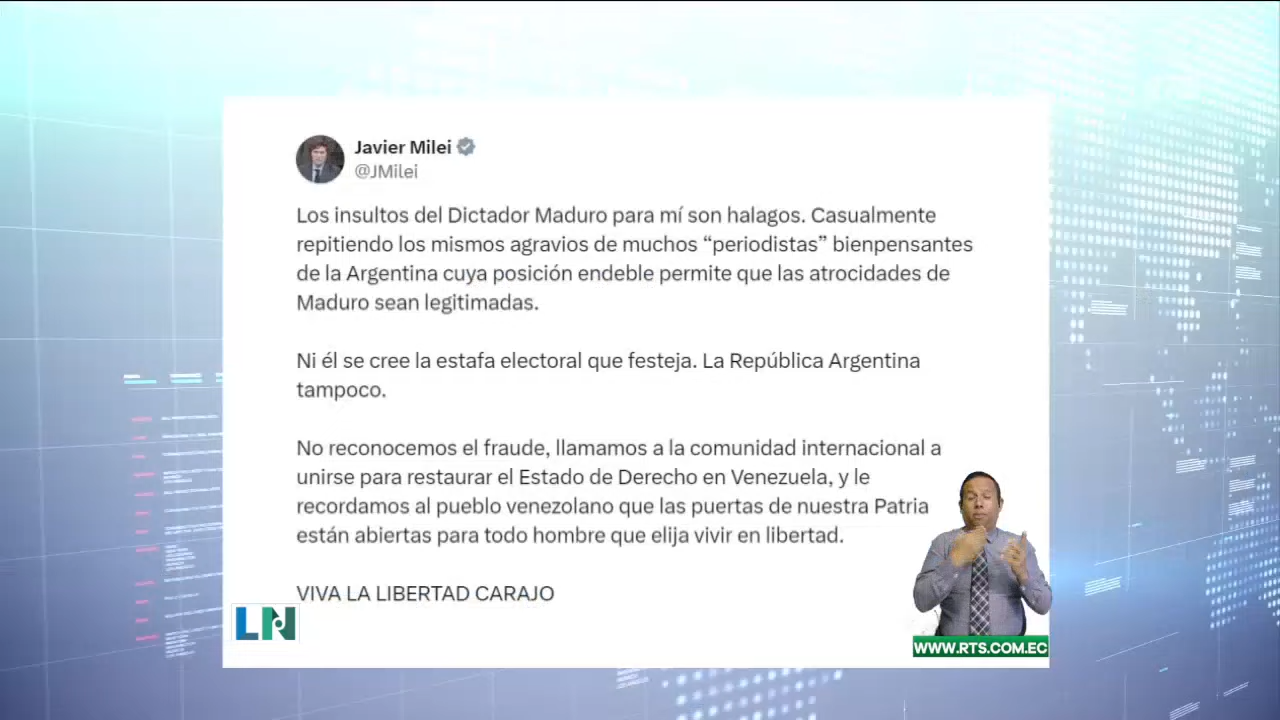 Javier Milei
@JMilei
Los insultos del Dictador Maduro para mí son halagos. Casualmente
repitiendo los mismos agravios de muchos “periodistas” bienpensantes
de la Argentina cuya posición endeble permite que las atrocidades de
Maduro sean legitimadas.
Ni él se cree la estafa electoral que festeja. La República Argentina
tampoco.
No reconocemos el fraude, llamamos a la comunidad internacional a
unirse para restaurar el Estado de Derecho en Venezuela, y le
recordamos al pueblo venezolano que las puertas de nuestra Patria
están abiertas para todo hombre que elija vivir en libertad.
VIVA LA LIBERTAD CARAJO
LN
WWW.RTS.COM.EC